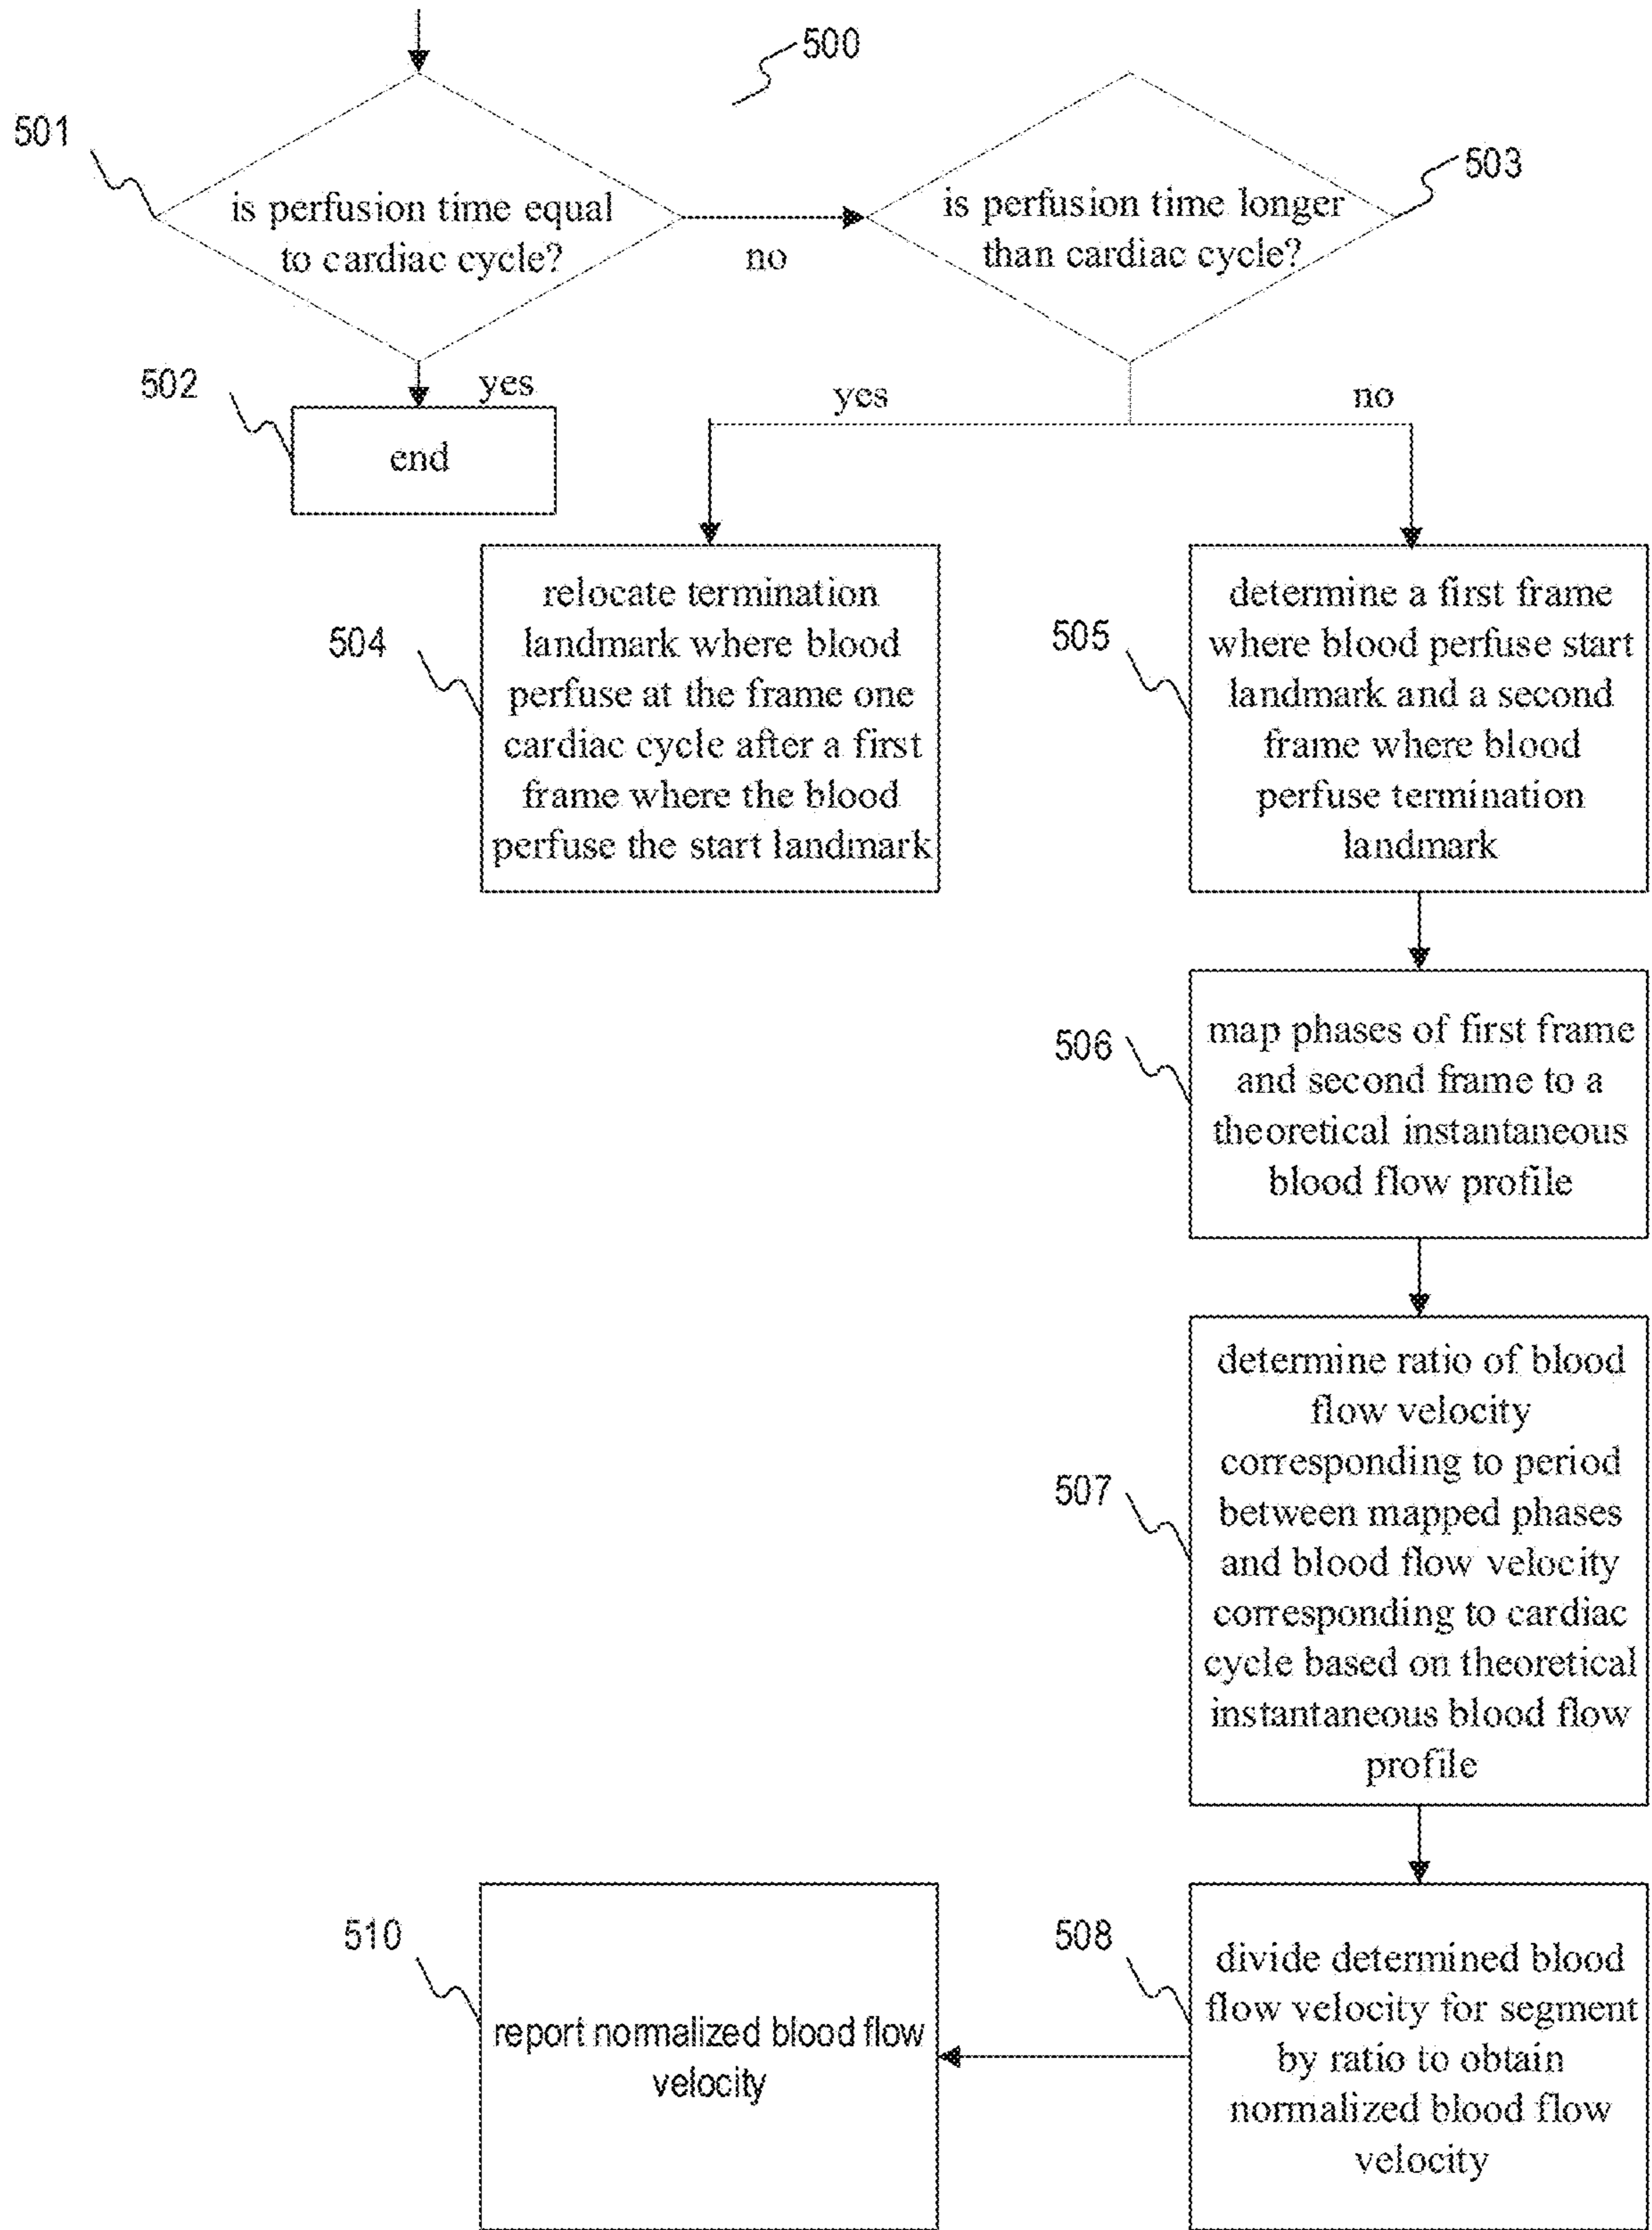 500
501
is perfusion time equal
to cardiac cycle?
no
503
is perfusion time longer
than cardiac cycle?
502
yes
end
yes
no
504
relocate termination
landmark where blood
perfuse at the frame one
cardiac cycle after a first
frame where the blood
perfuse the start landmark
505
determine a first frame
where blood perfuse start
landmark and a second
frame where blood
perfuse termination
landmark
506
map phases of first frame
and second frame to a
theoretical instantaneous
blood flow profile
507
determine ratio of blood
flow velocity
corresponding to period
between mapped phases
and blood flow velocity
corresponding to cardiac
cycle based on theoretical
instantaneous blood flow
profile
508
divide determined blood
flow velocity for segment
by ratio to obtain
normalized blood flow
velocity
510
report normalized blood flow
velocity